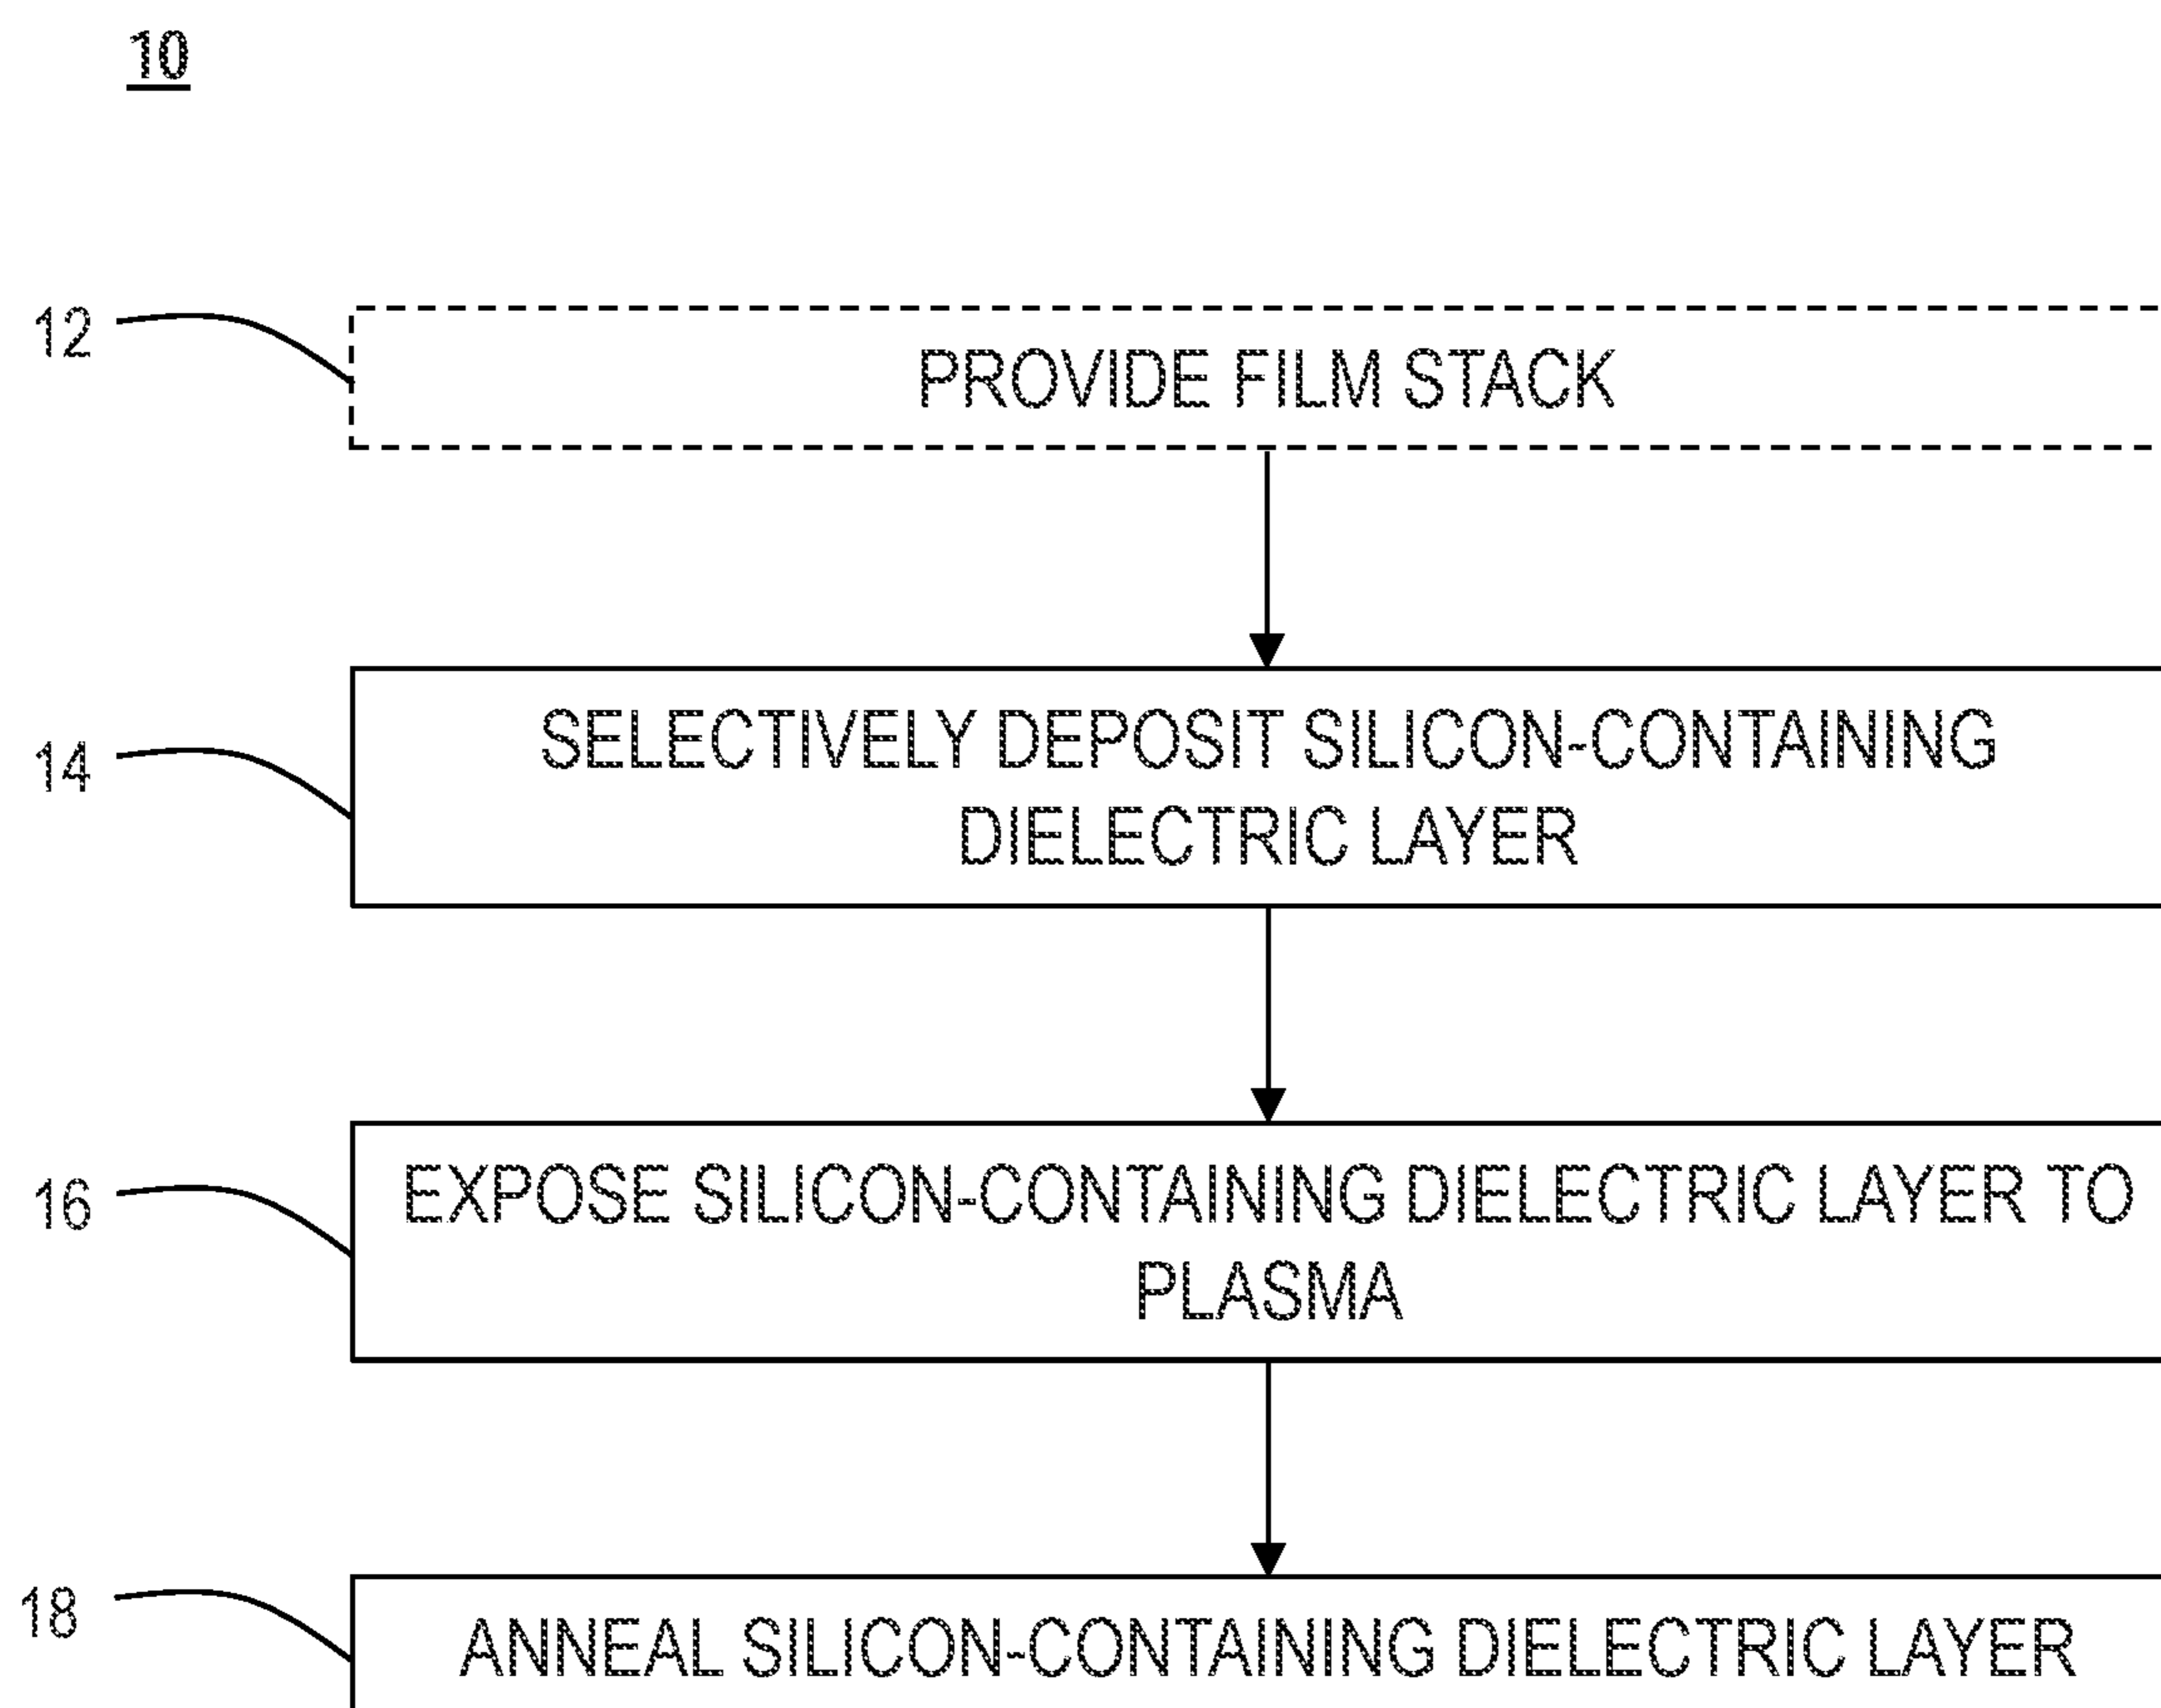 10
12
PROVIDE FILM STACK
14
SELECTIVELY DEPOSIT SILICON-CONTAINING
DIELECTRIC LAYER
16
EXPOSE SILICON-CONTAINING DIELECTRIC LAYER TO
PLASMA
18
ANNEAL SILICON-CONTAINING DIELECTRIC LAYER